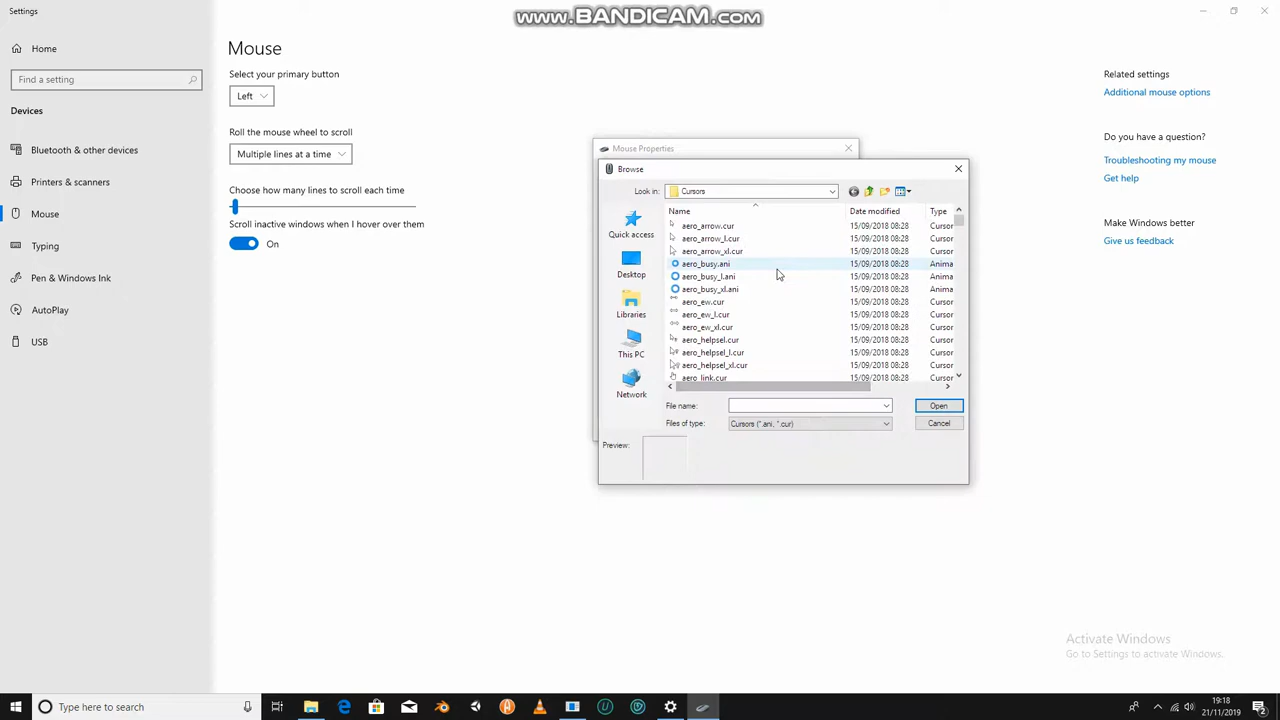 Settings
www.BANDICAM.com
Home
Find a setting
Devices
Bluetooth & other devices
Printers & scanners
Mouse
Typing
Pen & Windows Ink
AutoPlay
USB
Mouse
Select your primary button
Left
Roll the mouse wheel to scroll
Multiple lines at a time
Choose how many lines to scroll each time
Scroll inactive windows when I hover over them
On
Mouse Properties
Browse
Look in: Cursors
Quick access
Desktop
Libraries
This PC
Network
Name Date modified Type
aero_arrow.cur 15/09/2018 08:28 Cursor
aero_arrow_l.cur 15/09/2018 08:28 Cursor
aero_arrow_xl.cur 15/09/2018 08:28 Cursor
aero_busy.ani 15/09/2018 08:28 Anima
aero_busy_l.ani 15/09/2018 08:28 Anima
aero_busy_xl.ani 15/09/2018 08:28 Anima
aero_ew.cur 15/09/2018 08:28 Cursor
aero_ew_l.cur 15/09/2018 08:28 Cursor
aero_ew_xl.cur 15/09/2018 08:28 Cursor
aero_helpsel.cur 15/09/2018 08:28 Cursor
aero_helpsel_l.cur 15/09/2018 08:28 Cursor
aero_helpsel_xl.cur 15/09/2018 08:28 Cursor
aero_link.cur 15/09/2018 08:28 Cursor
File name: Open
Files of type: Cursors (*.ani, *.cur) Cancel
Preview:
Related settings
Additional mouse options
Do you have a question?
Troubleshooting my mouse
Get help
Make Windows better
Give us feedback
Activate Windows
Go to Settings to activate Windows.
Type here to search
19:18
21/11/2019
2